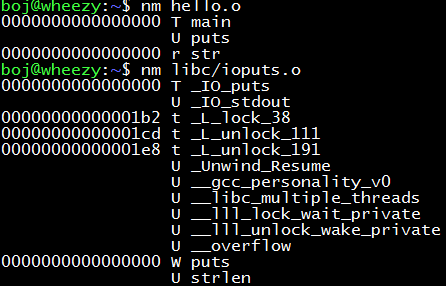 boj@wheezy:~$ nm hello.o
0000000000000000 T main
                 U puts
0000000000000000 r str
boj@wheezy:~$ nm libc/ioputs.o
0000000000000000 T _IO_puts
                 U _IO_stdout
00000000000001b2 t _L_lock_38
00000000000001cd t _L_unlock_111
00000000000001e8 t _L_unlock_191
                 U _Unwind_Resume
                 U __gcc_personality_v0
                 U __libc_multiple_threads
                 U __lll_lock_wait_private
                 U __lll_unlock_wake_private
                 U __overflow
0000000000000000 W puts
                 U strlen